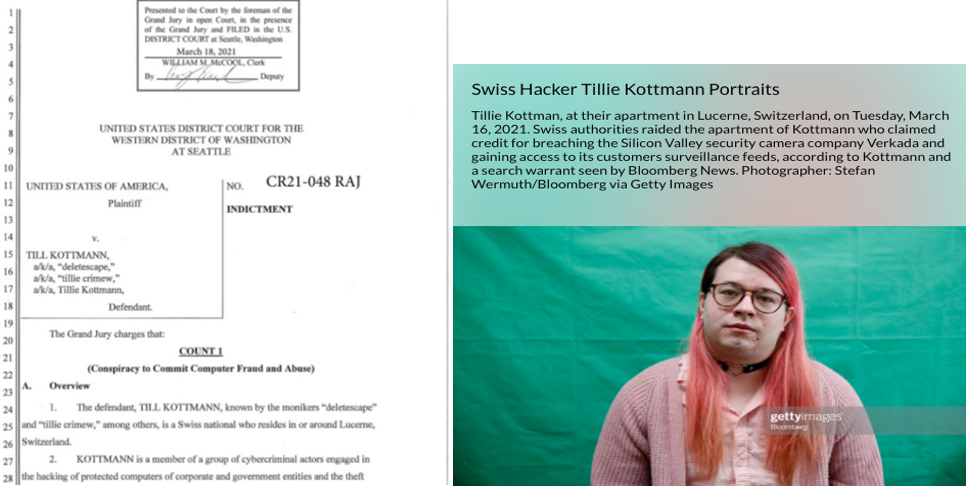 1
2
3
4
5
6
7
8
9
10
11
12
13
14
15
16
17
18
19
20
21
22
23
24
25
26
27
28
Presented to the Court by the foreman of the
Grand Jury in open Court, in the presence
of the Grand Jury and FILED in the U.S.
DISTRICT COURT at Seattle, Washington
March 18, 2021
WILLIAM M. McCOOL, Clerk
By Deputy
UNITED STATES DISTRICT COURT FOR THE
WESTERN DISTRICT OF WASHINGTON
AT SEATTLE
UNITED STATES OF AMERICA,
Plaintiff
v.
TILL KOTTMANN,
a/k/a, “deletescape,”
a/k/a, “tillie crimew,”
a/k/a, Tillie Kottmann,
Defendant.
NO. CR21-048 RAJ
INDICTMENT
The Grand Jury charges that:
COUNT 1
(Conspiracy to Commit Computer Fraud and Abuse)
A. Overview
1. The defendant, TILL KOTTMANN, known by the monikers “deletescape”
and “tillie crimew,” among others, is a Swiss national who resides in or around Lucerne,
Switzerland.
2. KOTTMANN is a member of a group of cybercriminal actors engaged in
the hacking of protected computers of corporate and government entities and the theft
Swiss Hacker Tillie Kottmann Portraits
Tillie Kottman, at their apartment in Lucerne, Switzerland, on Tuesday, March
16, 2021. Swiss authorities raided the apartment of Kottmann who claimed
credit for breaching the Silicon Valley security camera company Verkada and
gaining access to its customers surveillance feeds, according to Kottmann and
a search warrant seen by Bloomberg News. Photographer: Stefan
Wermuth/Bloomberg via Getty Images
gettyimages
Bloomberg